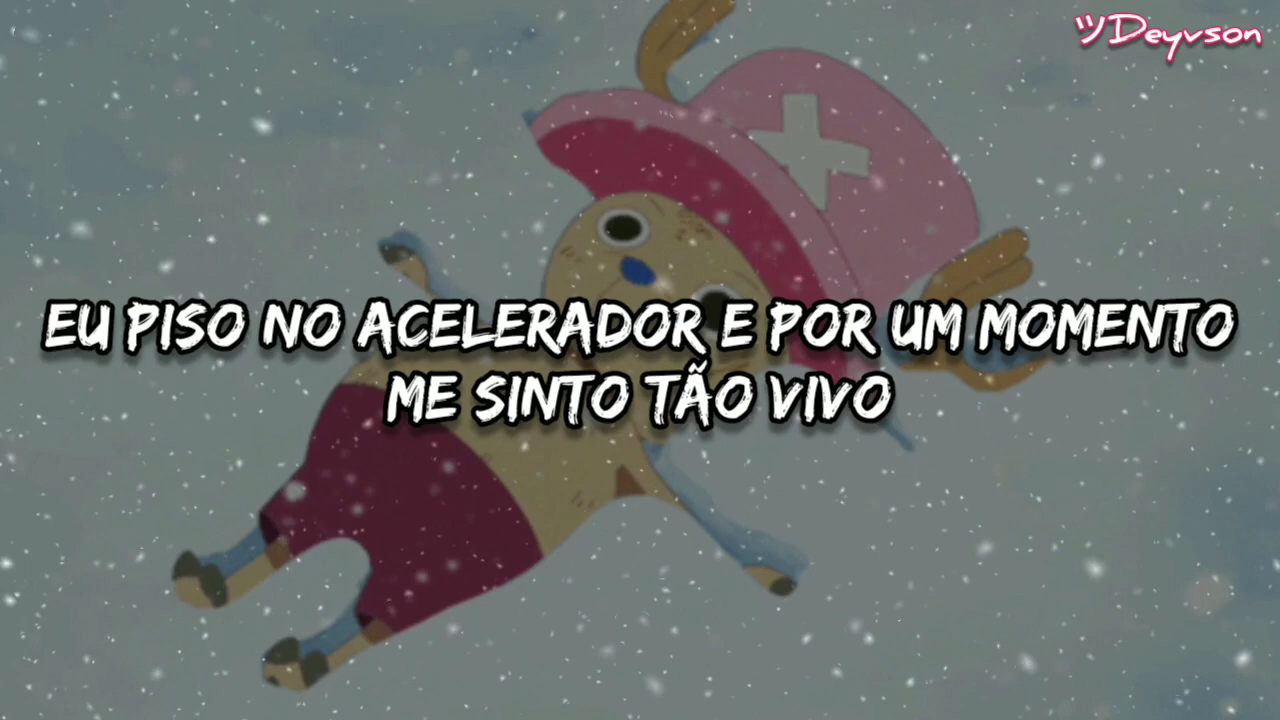 ツDeyvson
EU PISO NO ACELERADOR E POR UM MOMENTO
ME SINTO TÃO VIVO